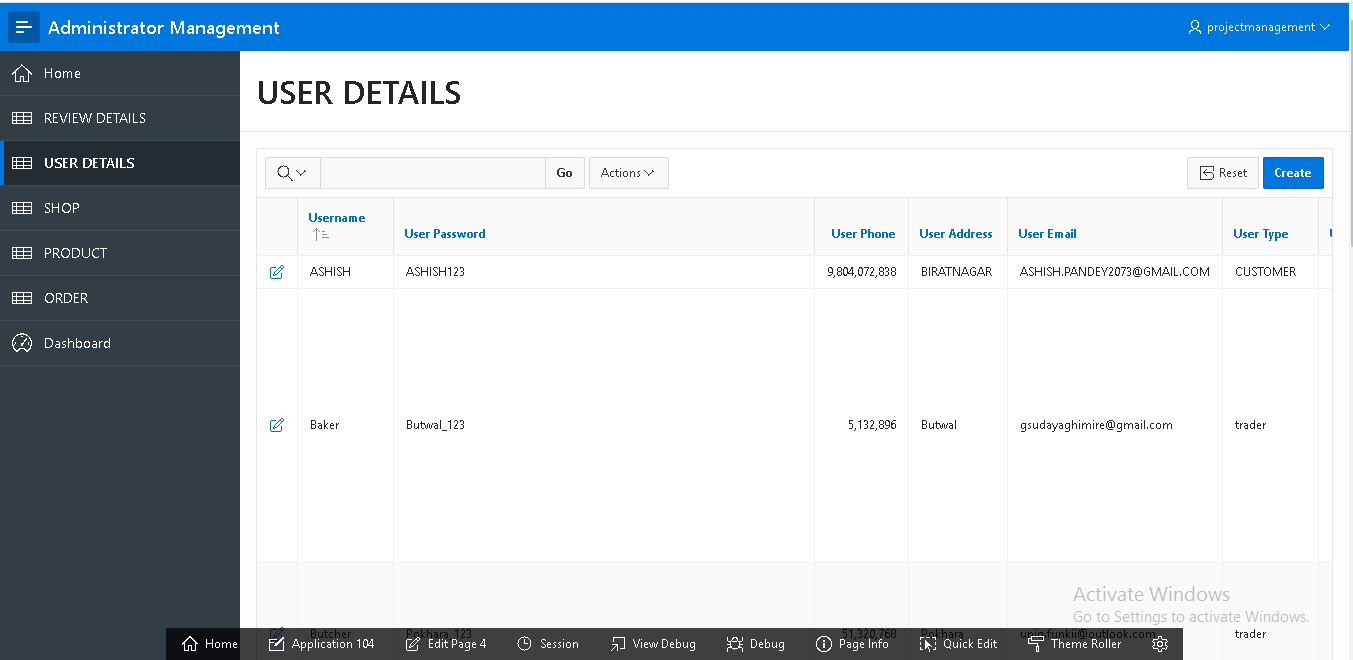 Administrator Management
projectmanagement
Home
REVIEW DETAILS
USER DETAILS
SHOP
PRODUCT
ORDER
Dashboard
USER DETAILS
Go Actions Reset Create
Username User Password User Phone User Address User Email User Type
ASHISH ASHISH123 9,804,072,838 BIRATNAGAR ASHISH.PANDEY2073@GMAIL.COM CUSTOMER
Baker Butwal_123 5,132,896 Butwal gsudayaghimire@gmail.com trader
Butcher Pokhara_123 51,320,768 Pokhara uniq.funkii@outlook.com trader
Activate Windows
Go to Settings to activate Windows.
Home Application 104 Edit Page 4 Session View Debug Debug Page Info Quick Edit Theme Roller